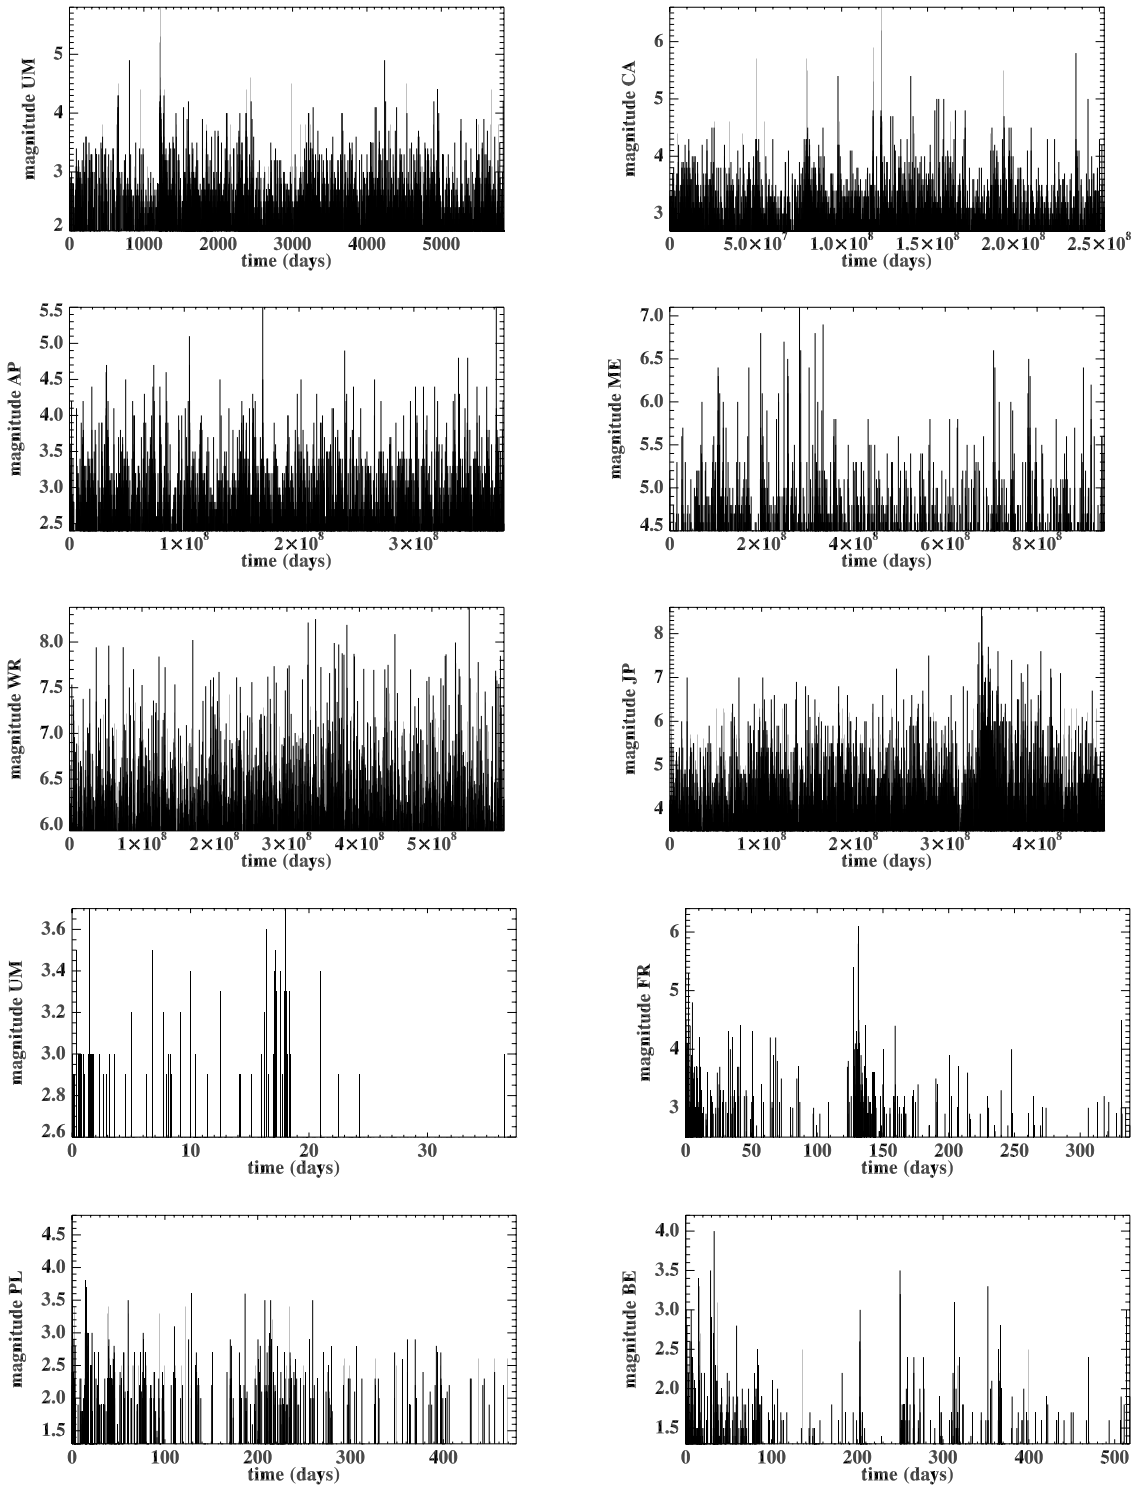 magnitude UM
5
4
3
2
0 1000 2000 3000 4000 5000
time (days)
magnitude CA
6
5
4
3
0 5.0×10⁷ 1.0×10⁸ 1.5×10⁸ 2.0×10⁸ 2.5×10⁸
time (days)
magnitude AP
5.5
5.0
4.5
4.0
3.5
3.0
2.5
0 1×10⁸ 2×10⁸ 3×10⁸
time (days)
magnitude ME
7.0
6.5
6.0
5.5
5.0
4.5
0 2×10⁸ 4×10⁸ 6×10⁸ 8×10⁸
time (days)
magnitude WR
8.0
7.5
7.0
6.5
6.0
0 1×10⁸ 2×10⁸ 3×10⁸ 4×10⁸ 5×10⁸
time (days)
magnitude JP
8
7
6
5
4
0 1×10⁸ 2×10⁸ 3×10⁸ 4×10⁸
time (days)
magnitude UM
3.6
3.4
3.2
3.0
2.8
2.6
0 10 20 30
time (days)
magnitude FR
6
5
4
3
0 50 100 150 200 250 300
time (days)
magnitude PL
4.5
4.0
3.5
3.0
2.5
2.0
1.5
0 100 200 300 400
time (days)
magnitude BE
4.0
3.5
3.0
2.5
2.0
1.5
0 100 200 300 400 500
time (days)